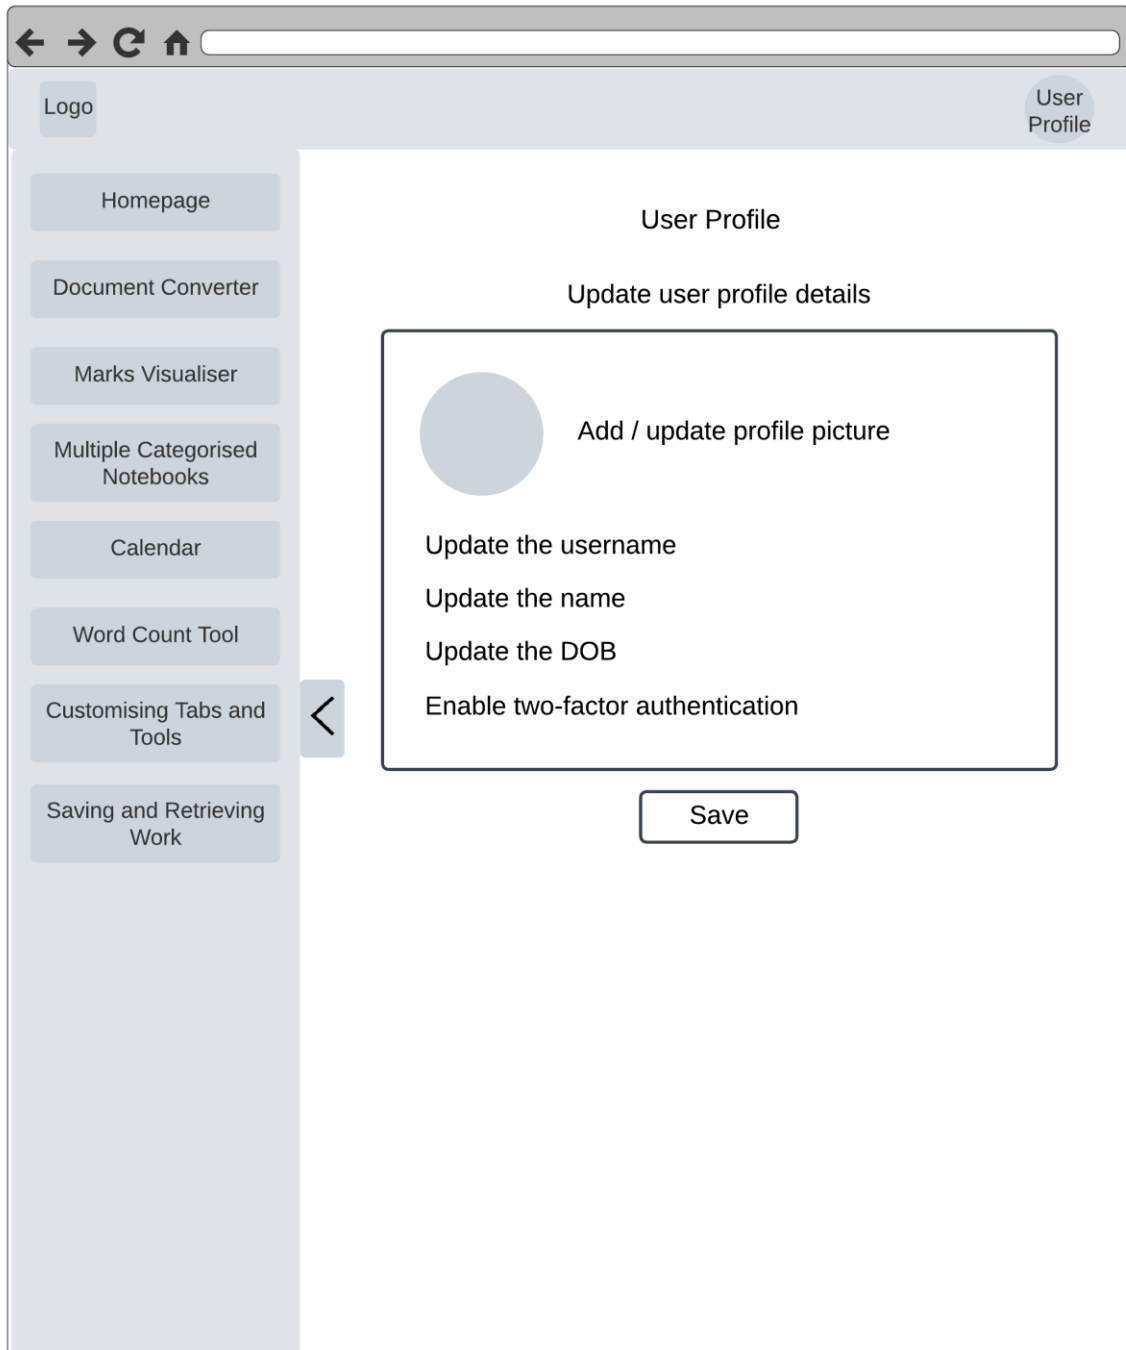 Logo
User
Profile
Homepage
Document Converter
Marks Visualiser
Multiple Categorised
Notebooks
Calendar
Word Count Tool
Customising Tabs and
Tools
Saving and Retrieving
Work
User Profile
Update user profile details
Add / update profile picture
Update the username
Update the name
Update the DOB
Enable two-factor authentication
Save